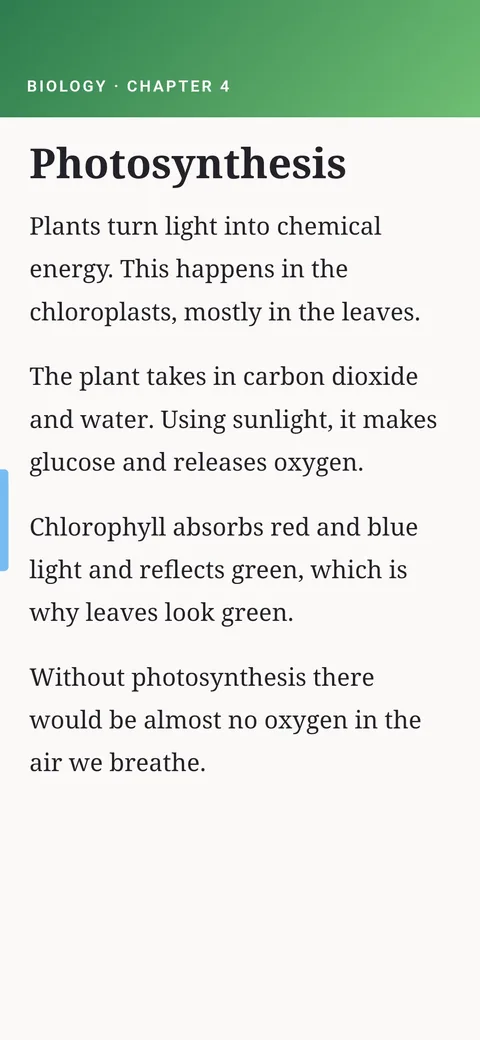 BIOLOGY · CHAPTER 4
Photosynthesis
Plants turn light into chemical
energy. This happens in the
chloroplasts, mostly in the leaves.
The plant takes in carbon dioxide
and water. Using sunlight, it makes
glucose and releases oxygen.
Chlorophyll absorbs red and blue
light and reflects green, which is
why leaves look green.
Without photosynthesis there
would be almost no oxygen in the
air we breathe.